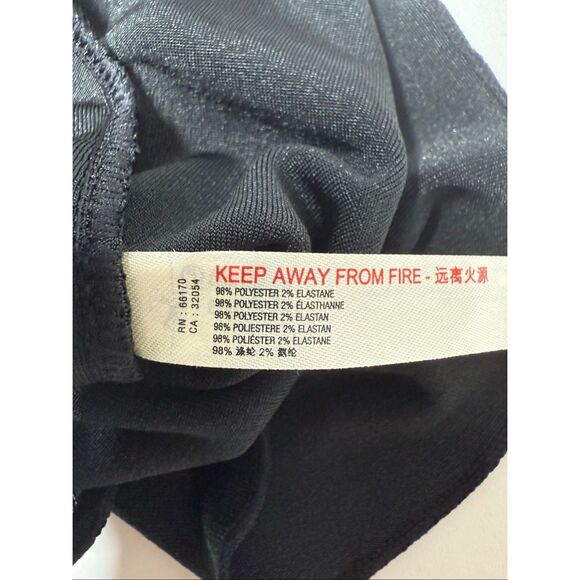 KEEP AWAY FROM FIRE - 远离火源
98% POLYESTER 2% ELASTANE
98% POLYESTER 2% ÉLASTHANNE
98% POLYESTER 2% ELASTAN
98% POLIESTERE 2% ELASTAN
98% POLIÉSTER 2% ELASTANE
98% 涤纶 2% 氨纶
RN : 66170
CA : 32054